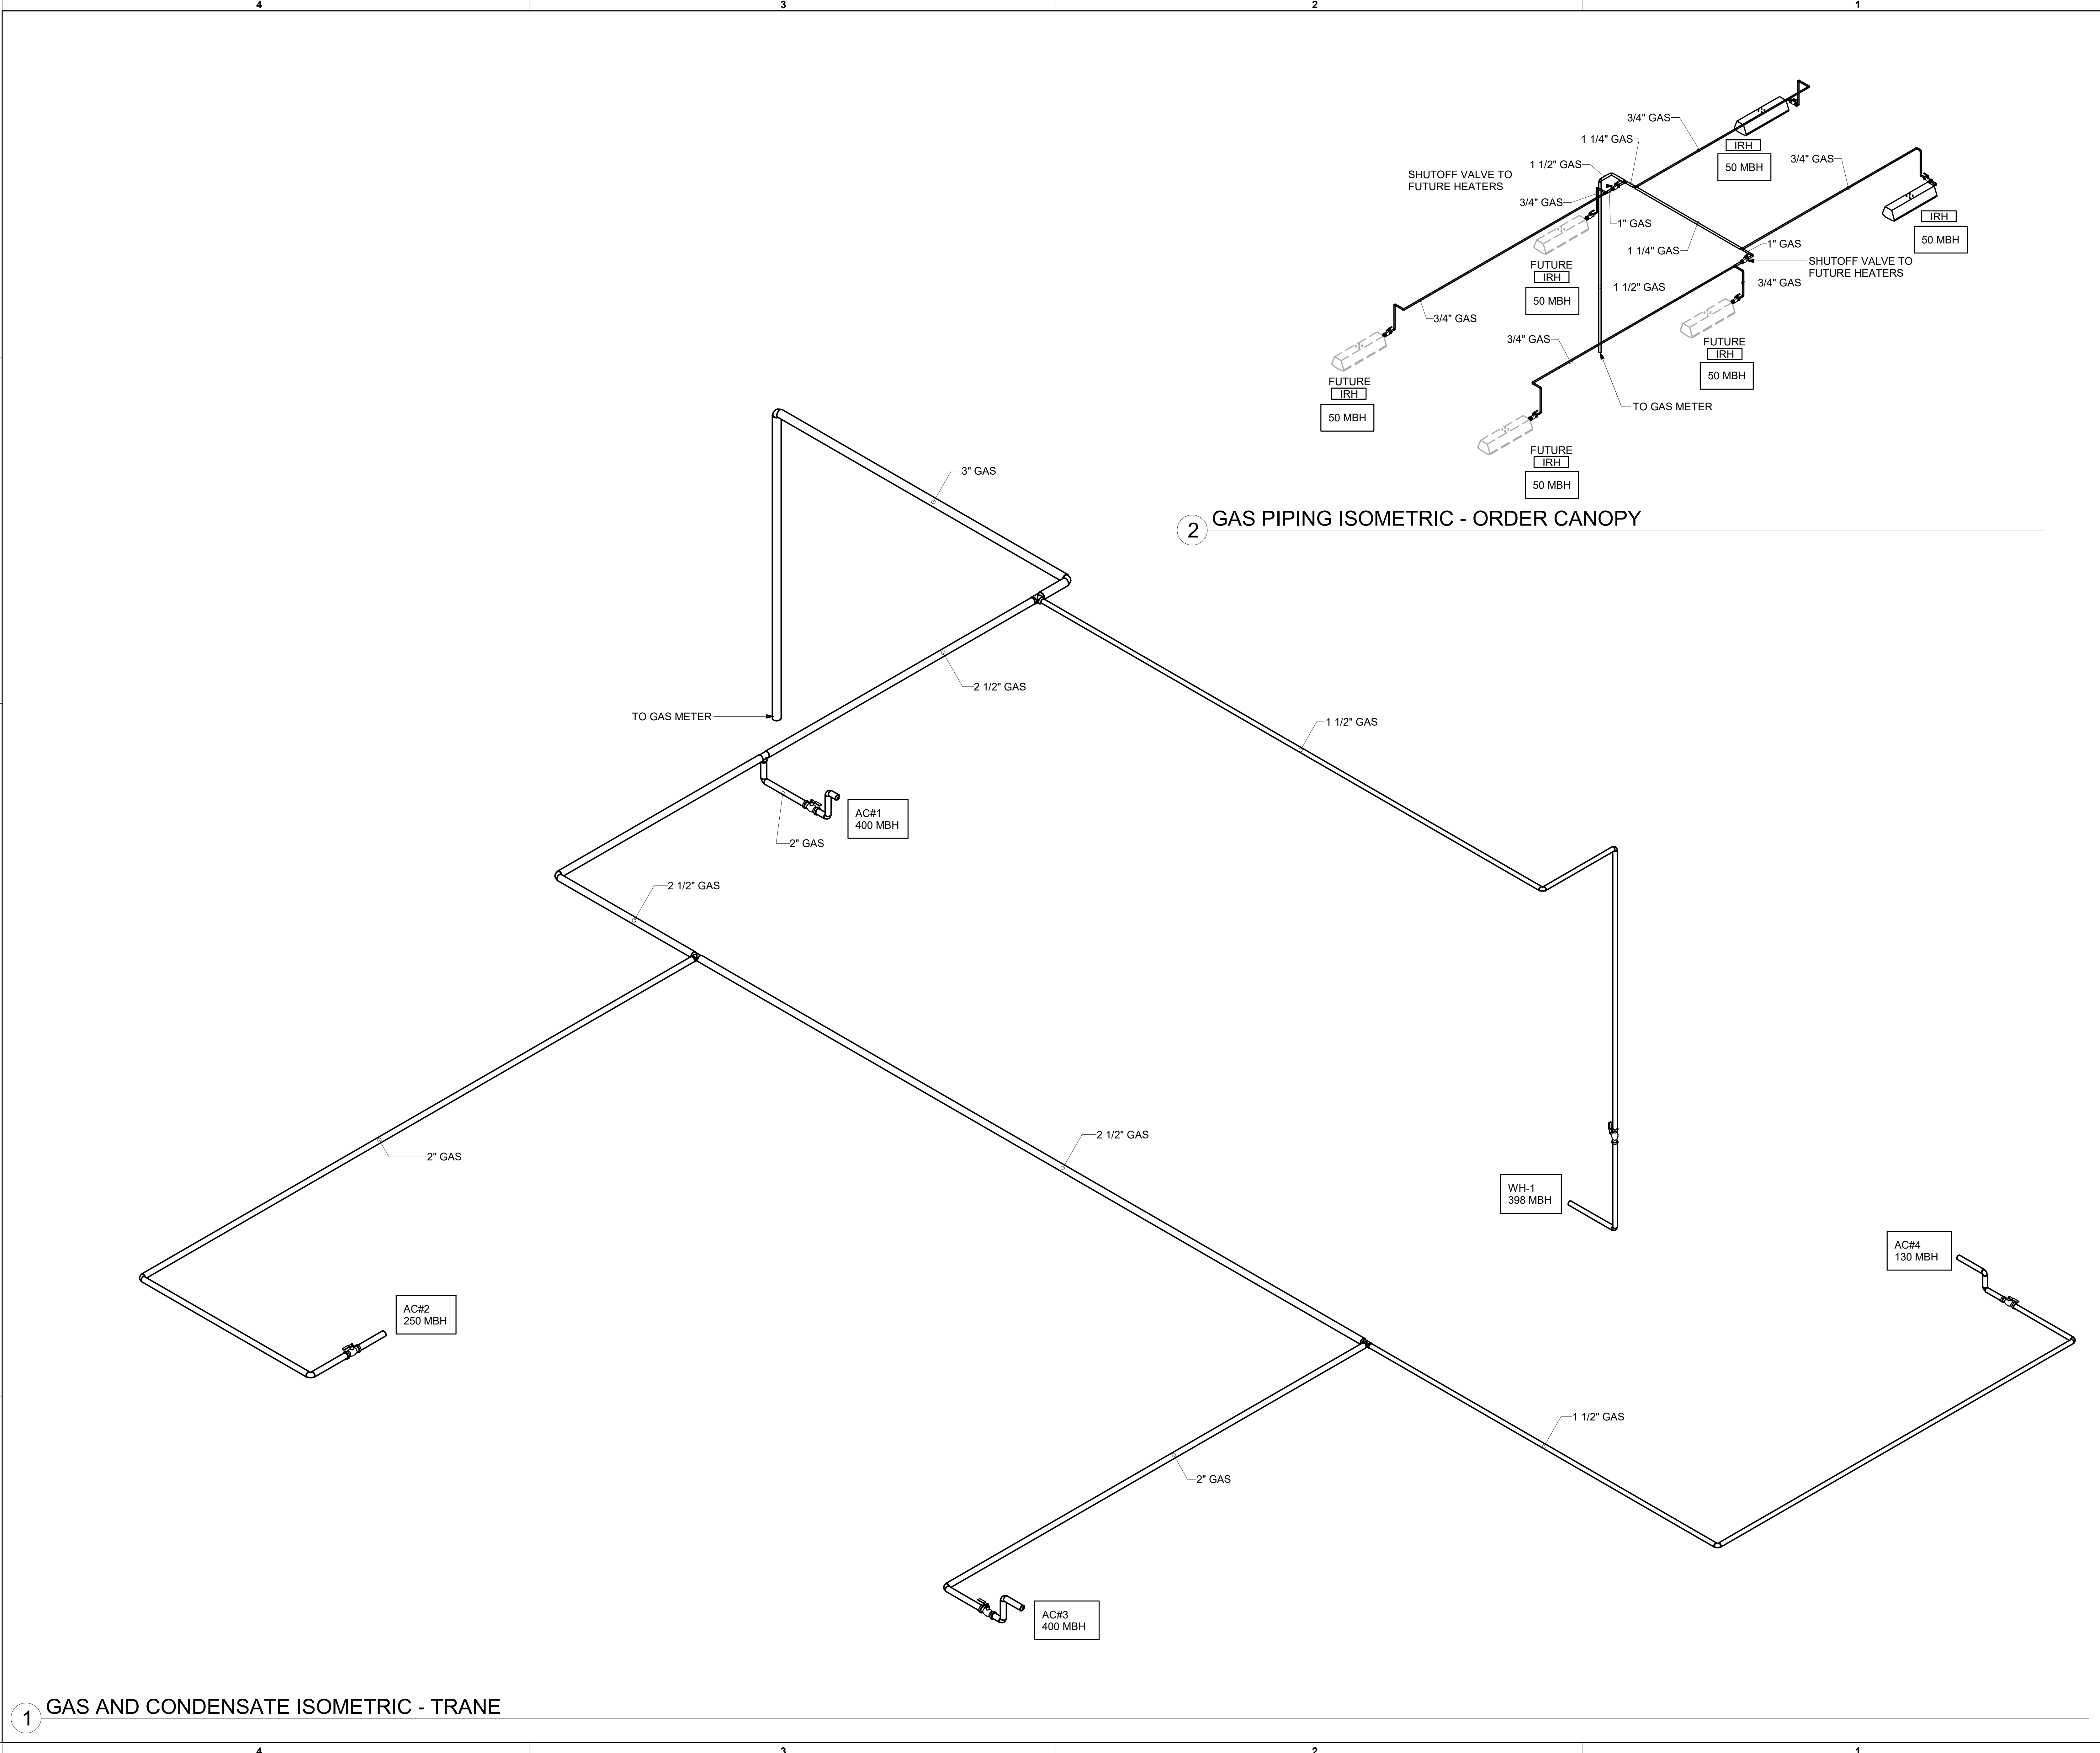 4
3
2
1
3/4" GAS
1 1/4" GAS
1 1/2" GAS
SHUTOFF VALVE TO
FUTURE HEATERS
3/4" GAS
IRH
50 MBH
3/4" GAS
IRH
50 MBH
1" GAS
1 1/4" GAS
1" GAS
SHUTOFF VALVE TO
FUTURE HEATERS
3/4" GAS
FUTURE
IRH
50 MBH
1 1/2" GAS
3/4" GAS
3/4" GAS
FUTURE
IRH
50 MBH
FUTURE
IRH
50 MBH
TO GAS METER
FUTURE
IRH
50 MBH
2
GAS PIPING ISOMETRIC - ORDER CANOPY
3" GAS
2 1/2" GAS
TO GAS METER
1 1/2" GAS
AC#1
400 MBH
2" GAS
2 1/2" GAS
2 1/2" GAS
2" GAS
WH-1
398 MBH
AC#4
130 MBH
AC#2
250 MBH
1 1/2" GAS
2" GAS
AC#3
400 MBH
1
GAS AND CONDENSATE ISOMETRIC - TRANE
4
3
2
1